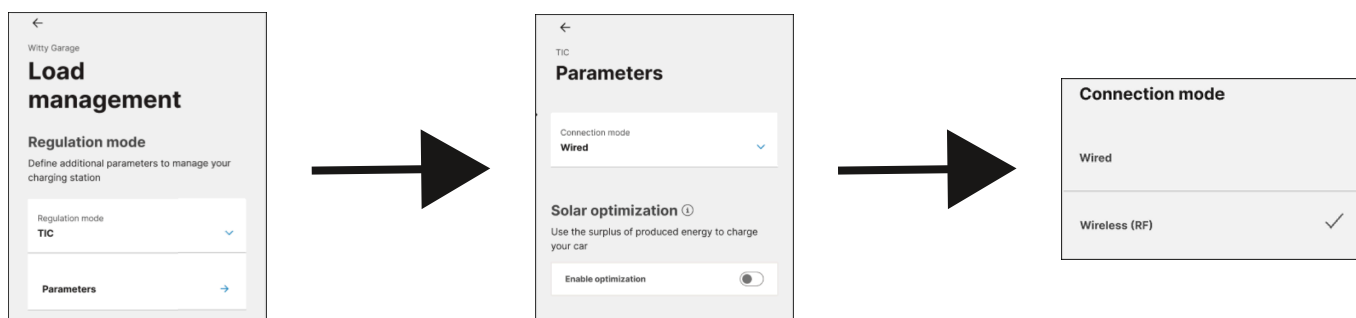 Witty Garage
Load
management
Regulation mode
Define additional parameters to manage your
charging station
Regulation mode
TIC
Parameters
TIC
Parameters
Connection mode
Wired
Solar optimization
Use the surplus of produced energy to charge
your car
Enable optimization
Connection mode
Wired
Wireless (RF)